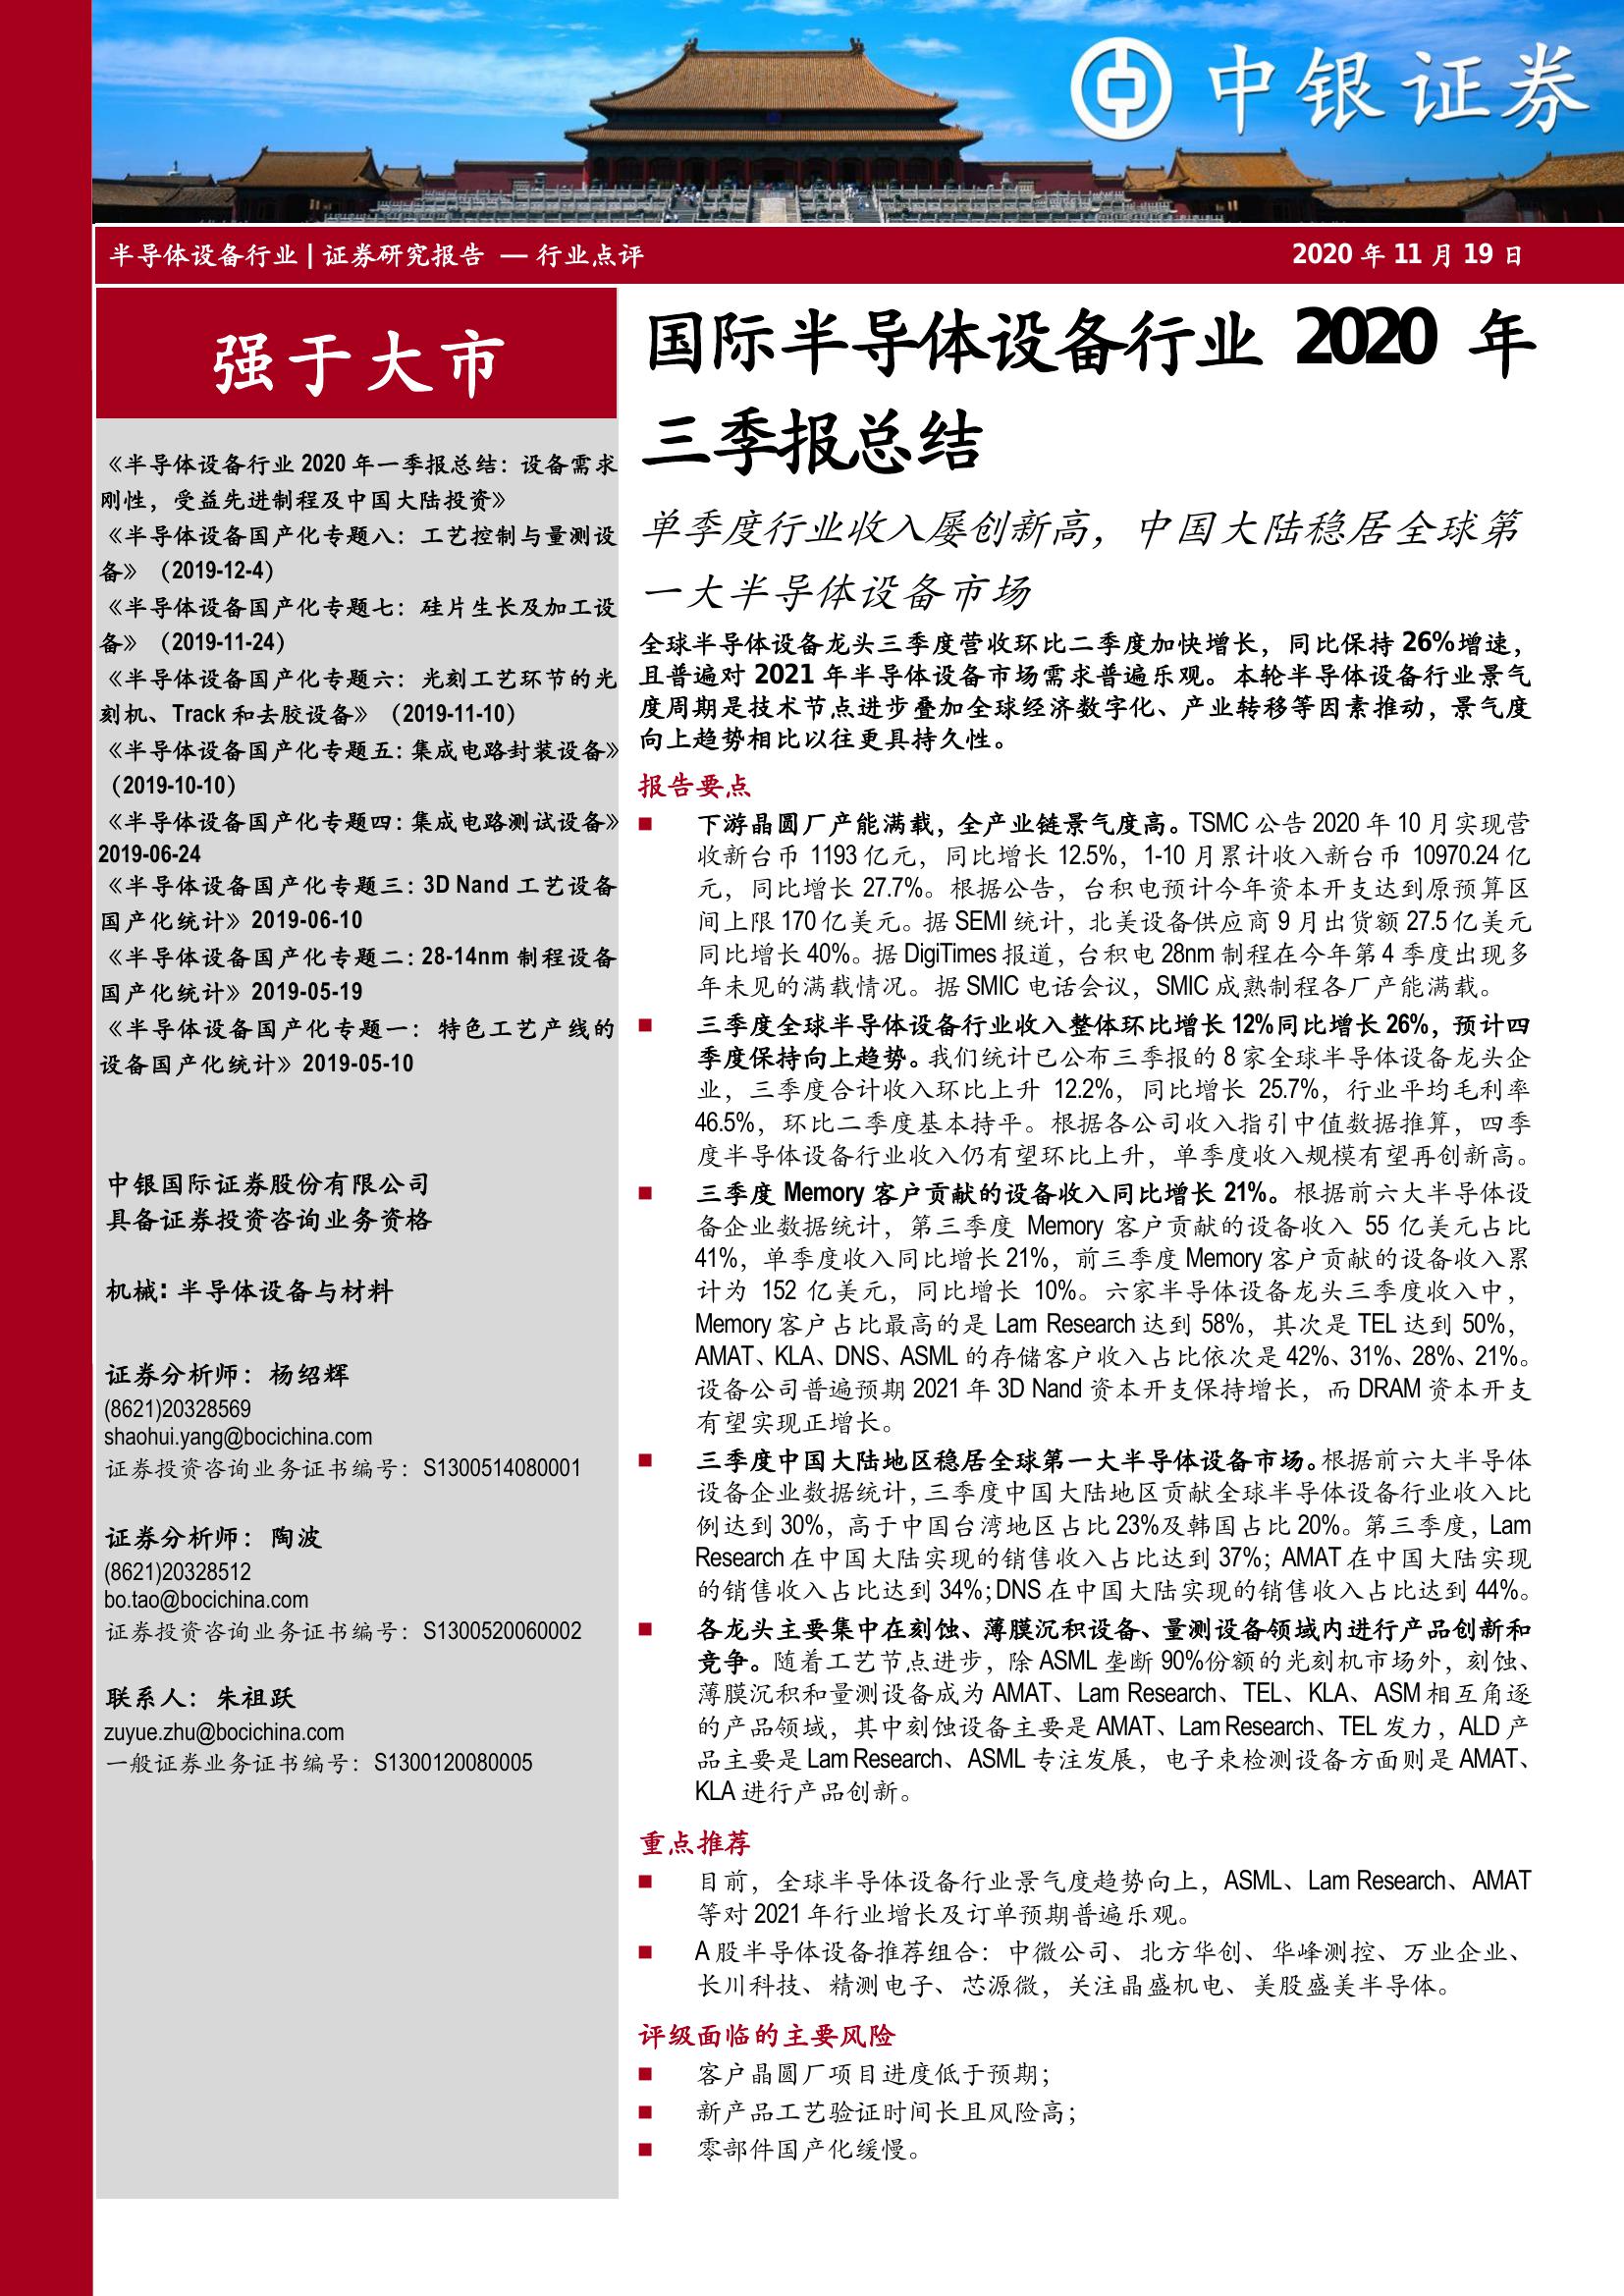 中银证券
半导体设备行业 | 证券研究报告 — 行业点评
2020 年 11 月 19 日
强于大市
《半导体设备行业 2020 年一季报总结：设备需求
刚性，受益先进制程及中国大陆投资》
《半导体设备国产化专题八：工艺控制与量测设
备》（2019-12-4）
《半导体设备国产化专题七：硅片生长及加工设
备》（2019-11-24）
《半导体设备国产化专题六：光刻工艺环节的光
刻机、Track 和去胶设备》（2019-11-10）
《半导体设备国产化专题五：集成电路封装设备》
（2019-10-10）
《半导体设备国产化专题四：集成电路测试设备》
2019-06-24
《半导体设备国产化专题三：3D Nand 工艺设备
国产化统计》2019-06-10
《半导体设备国产化专题二：28-14nm 制程设备
国产化统计》2019-05-19
《半导体设备国产化专题一：特色工艺产线的
设备国产化统计》2019-05-10
中银国际证券股份有限公司
具备证券投资咨询业务资格
机械：半导体设备与材料
证券分析师：杨绍辉
(8621)20328569
shaohui.yang@bocichina.com
证券投资咨询业务证书编号：S1300514080001
证券分析师：陶波
(8621)20328512
bo.tao@bocichina.com
证券投资咨询业务证书编号：S1300520060002
联系人：朱祖跃
zuyue.zhu@bocichina.com
一般证券业务证书编号：S1300120080005
国际半导体设备行业 2020 年
三季报总结
单季度行业收入屡创新高，中国大陆稳居全球第
一大半导体设备市场
全球半导体设备龙头三季度营收环比二季度加快增长，同比保持 26%增速，
且普遍对 2021 年半导体设备市场需求普遍乐观。本轮半导体设备行业景气
度周期是技术节点进步叠加全球经济数字化、产业转移等因素推动，景气度
向上趋势相比以往更具持久性。
报告要点
■ 下游晶圆厂产能满载，全产业链景气度高。TSMC 公告 2020 年 10 月实现营
收新台币 1193 亿元，同比增长 12.5%，1-10 月累计收入新台币 10970.24 亿
元，同比增长 27.7%。根据公告，台积电预计今年资本开支达到原预算区
间上限 170 亿美元。据 SEMI 统计，北美设备供应商 9 月出货额 27.5 亿美元
同比增长 40%。据 DigiTimes 报道，台积电 28nm 制程在今年第 4 季度出现多
年未见的满载情况。据 SMIC 电话会议，SMIC 成熟制程各厂产能满载。
■ 三季度全球半导体设备行业收入整体环比增长 12%同比增长 26%，预计四
季度保持向上趋势。我们统计已公布三季报的 8 家全球半导体设备龙头企
业，三季度合计收入环比上升 12.2%，同比增长 25.7%，行业平均毛利率
46.5%，环比二季度基本持平。根据各公司收入指引中值数据推算，四季
度半导体设备行业收入仍有望环比上升，单季度收入规模有望再创新高。
■ 三季度 Memory 客户贡献的设备收入同比增长 21%。根据前六大半导体设
备企业数据统计，第三季度 Memory 客户贡献的设备收入 55 亿美元占比
41%，单季度收入同比增长 21%，前三季度 Memory 客户贡献的设备收入累
计为 152 亿美元，同比增长 10%。六家半导体设备龙头三季度收入中，
Memory 客户占比最高的是 Lam Research 达到 58%，其次是 TEL 达到 50%，
AMAT、KLA、DNS、ASML 的存储客户收入占比依次是 42%、31%、28%、21%。
设备公司普遍预期 2021 年 3D Nand 资本开支保持增长，而 DRAM 资本开支
有望实现正增长。
■ 三季度中国大陆地区稳居全球第一大半导体设备市场。根据前六大半导体
设备企业数据统计，三季度中国大陆地区贡献全球半导体设备行业收入比
例达到 30%，高于中国台湾地区占比 23%及韩国占比 20%。第三季度，Lam
Research 在中国大陆实现的销售收入占比达到 37%；AMAT 在中国大陆实现
的销售收入占比达到 34%；DNS 在中国大陆实现的销售收入占比达到 44%。
■ 各龙头主要集中在刻蚀、薄膜沉积设备、量测设备领域内进行产品创新和
竞争。随着工艺节点进步，除 ASML 垄断 90%份额的光刻机市场外，刻蚀、
薄膜沉积和量测设备成为 AMAT、Lam Research、TEL、KLA、ASM 相互角逐
的产品领域，其中刻蚀设备主要是 AMAT、Lam Research、TEL 发力，ALD 产
品主要是 Lam Research、ASML 专注发展，电子束检测设备方面则是 AMAT、
KLA 进行产品创新。
重点推荐
■ 目前，全球半导体设备行业景气度趋势向上，ASML、Lam Research、AMAT
等对 2021 年行业增长及订单预期普遍乐观。
■ A 股半导体设备推荐组合：中微公司、北方华创、华峰测控、万业企业、
长川科技、精测电子、芯源微，关注晶盛机电、美股盛美半导体。
评级面临的主要风险
■ 客户晶圆厂项目进度低于预期；
■ 新产品工艺验证时间长且风险高；
■ 零部件国产化缓慢。